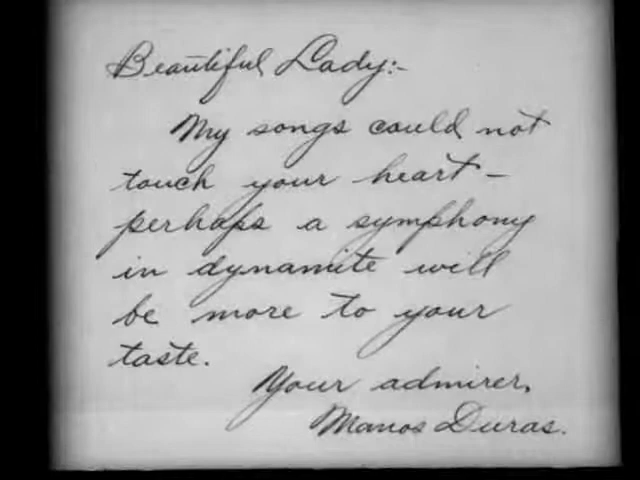 Beautiful Lady:-
My songs could not
touch your heart -
perhaps a symphony
in dynamite will
be more to your
taste.
Your admirer,
Manos Duras.